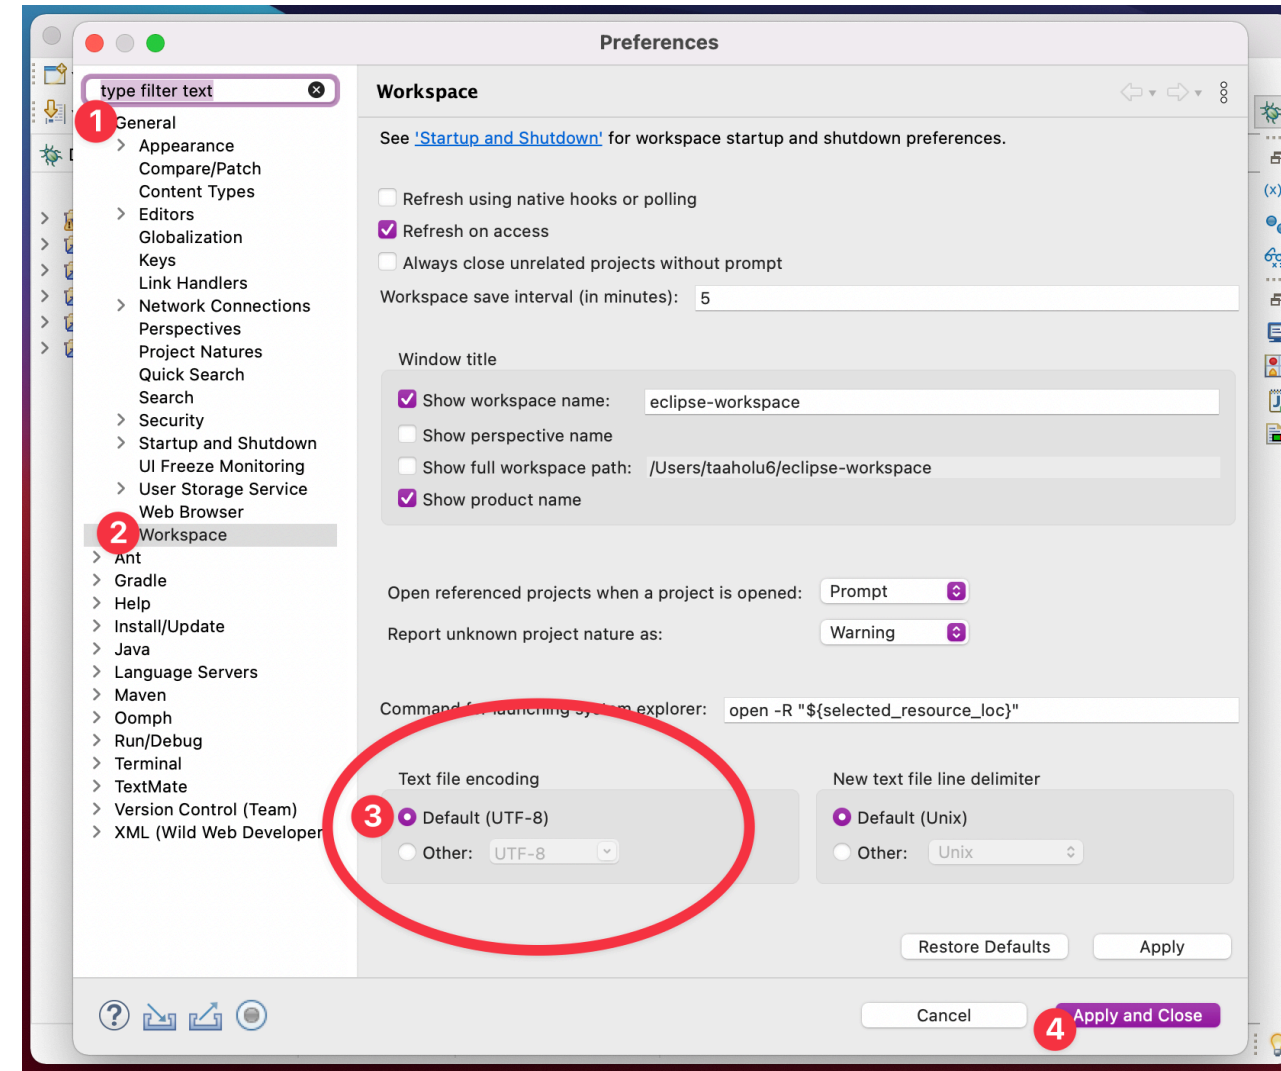 Preferences
type filter text
1
General
Appearance
Compare/Patch
Content Types
Editors
Globalization
Keys
Link Handlers
Network Connections
Perspectives
Project Natures
Quick Search
Search
Security
Startup and Shutdown
UI Freeze Monitoring
User Storage Service
Web Browser
2
Workspace
Ant
Gradle
Help
Install/Update
Java
Language Servers
Maven
Oomph
Run/Debug
Terminal
TextMate
Version Control (Team)
XML (Wild Web Developer
Workspace
See 'Startup and Shutdown' for workspace startup and shutdown preferences.
Refresh using native hooks or polling
Refresh on access
Always close unrelated projects without prompt
Workspace save interval (in minutes): 5
Window title
Show workspace name: eclipse-workspace
Show perspective name
Show full workspace path: /Users/taaholu6/eclipse-workspace
Show product name
Open referenced projects when a project is opened: Prompt
Report unknown project nature as: Warning
Command for launching system explorer: open -R "${selected_resource_loc}"
Text file encoding
3
Default (UTF-8)
Other: UTF-8
New text file line delimiter
Default (Unix)
Other: Unix
Restore Defaults Apply
? Cancel
4
Apply and Close
(x)